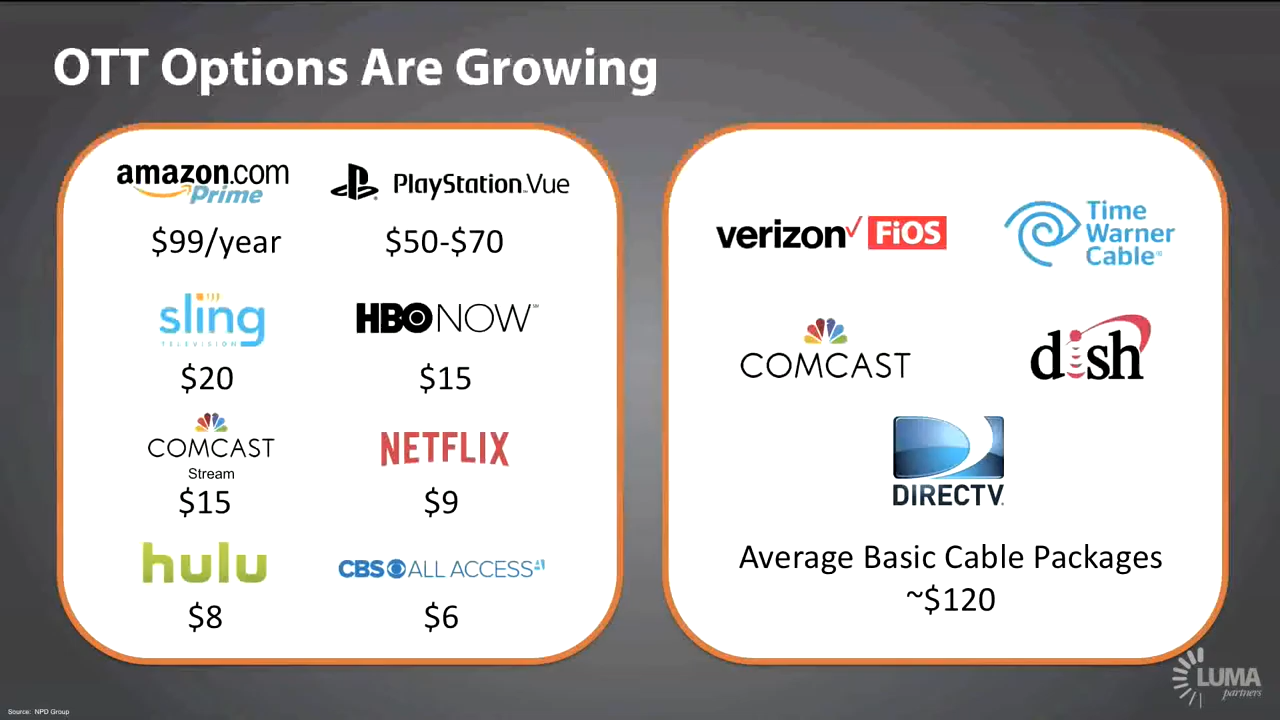 OTT Options Are Growing
amazon.com
Prime
$99/year
PlayStation.Vue
$50-$70
sling
TELEVISION
$20
HBO NOW℠
$15
COMCAST
Stream
$15
NETFLIX
$9
hulu
$8
CBS ALL ACCESS
$6
verizon✓ FiOS
Time
Warner
Cable
COMCAST
dish
DIRECTV
Average Basic Cable Packages
~$120
LUMA
partners
Source: NPD Group